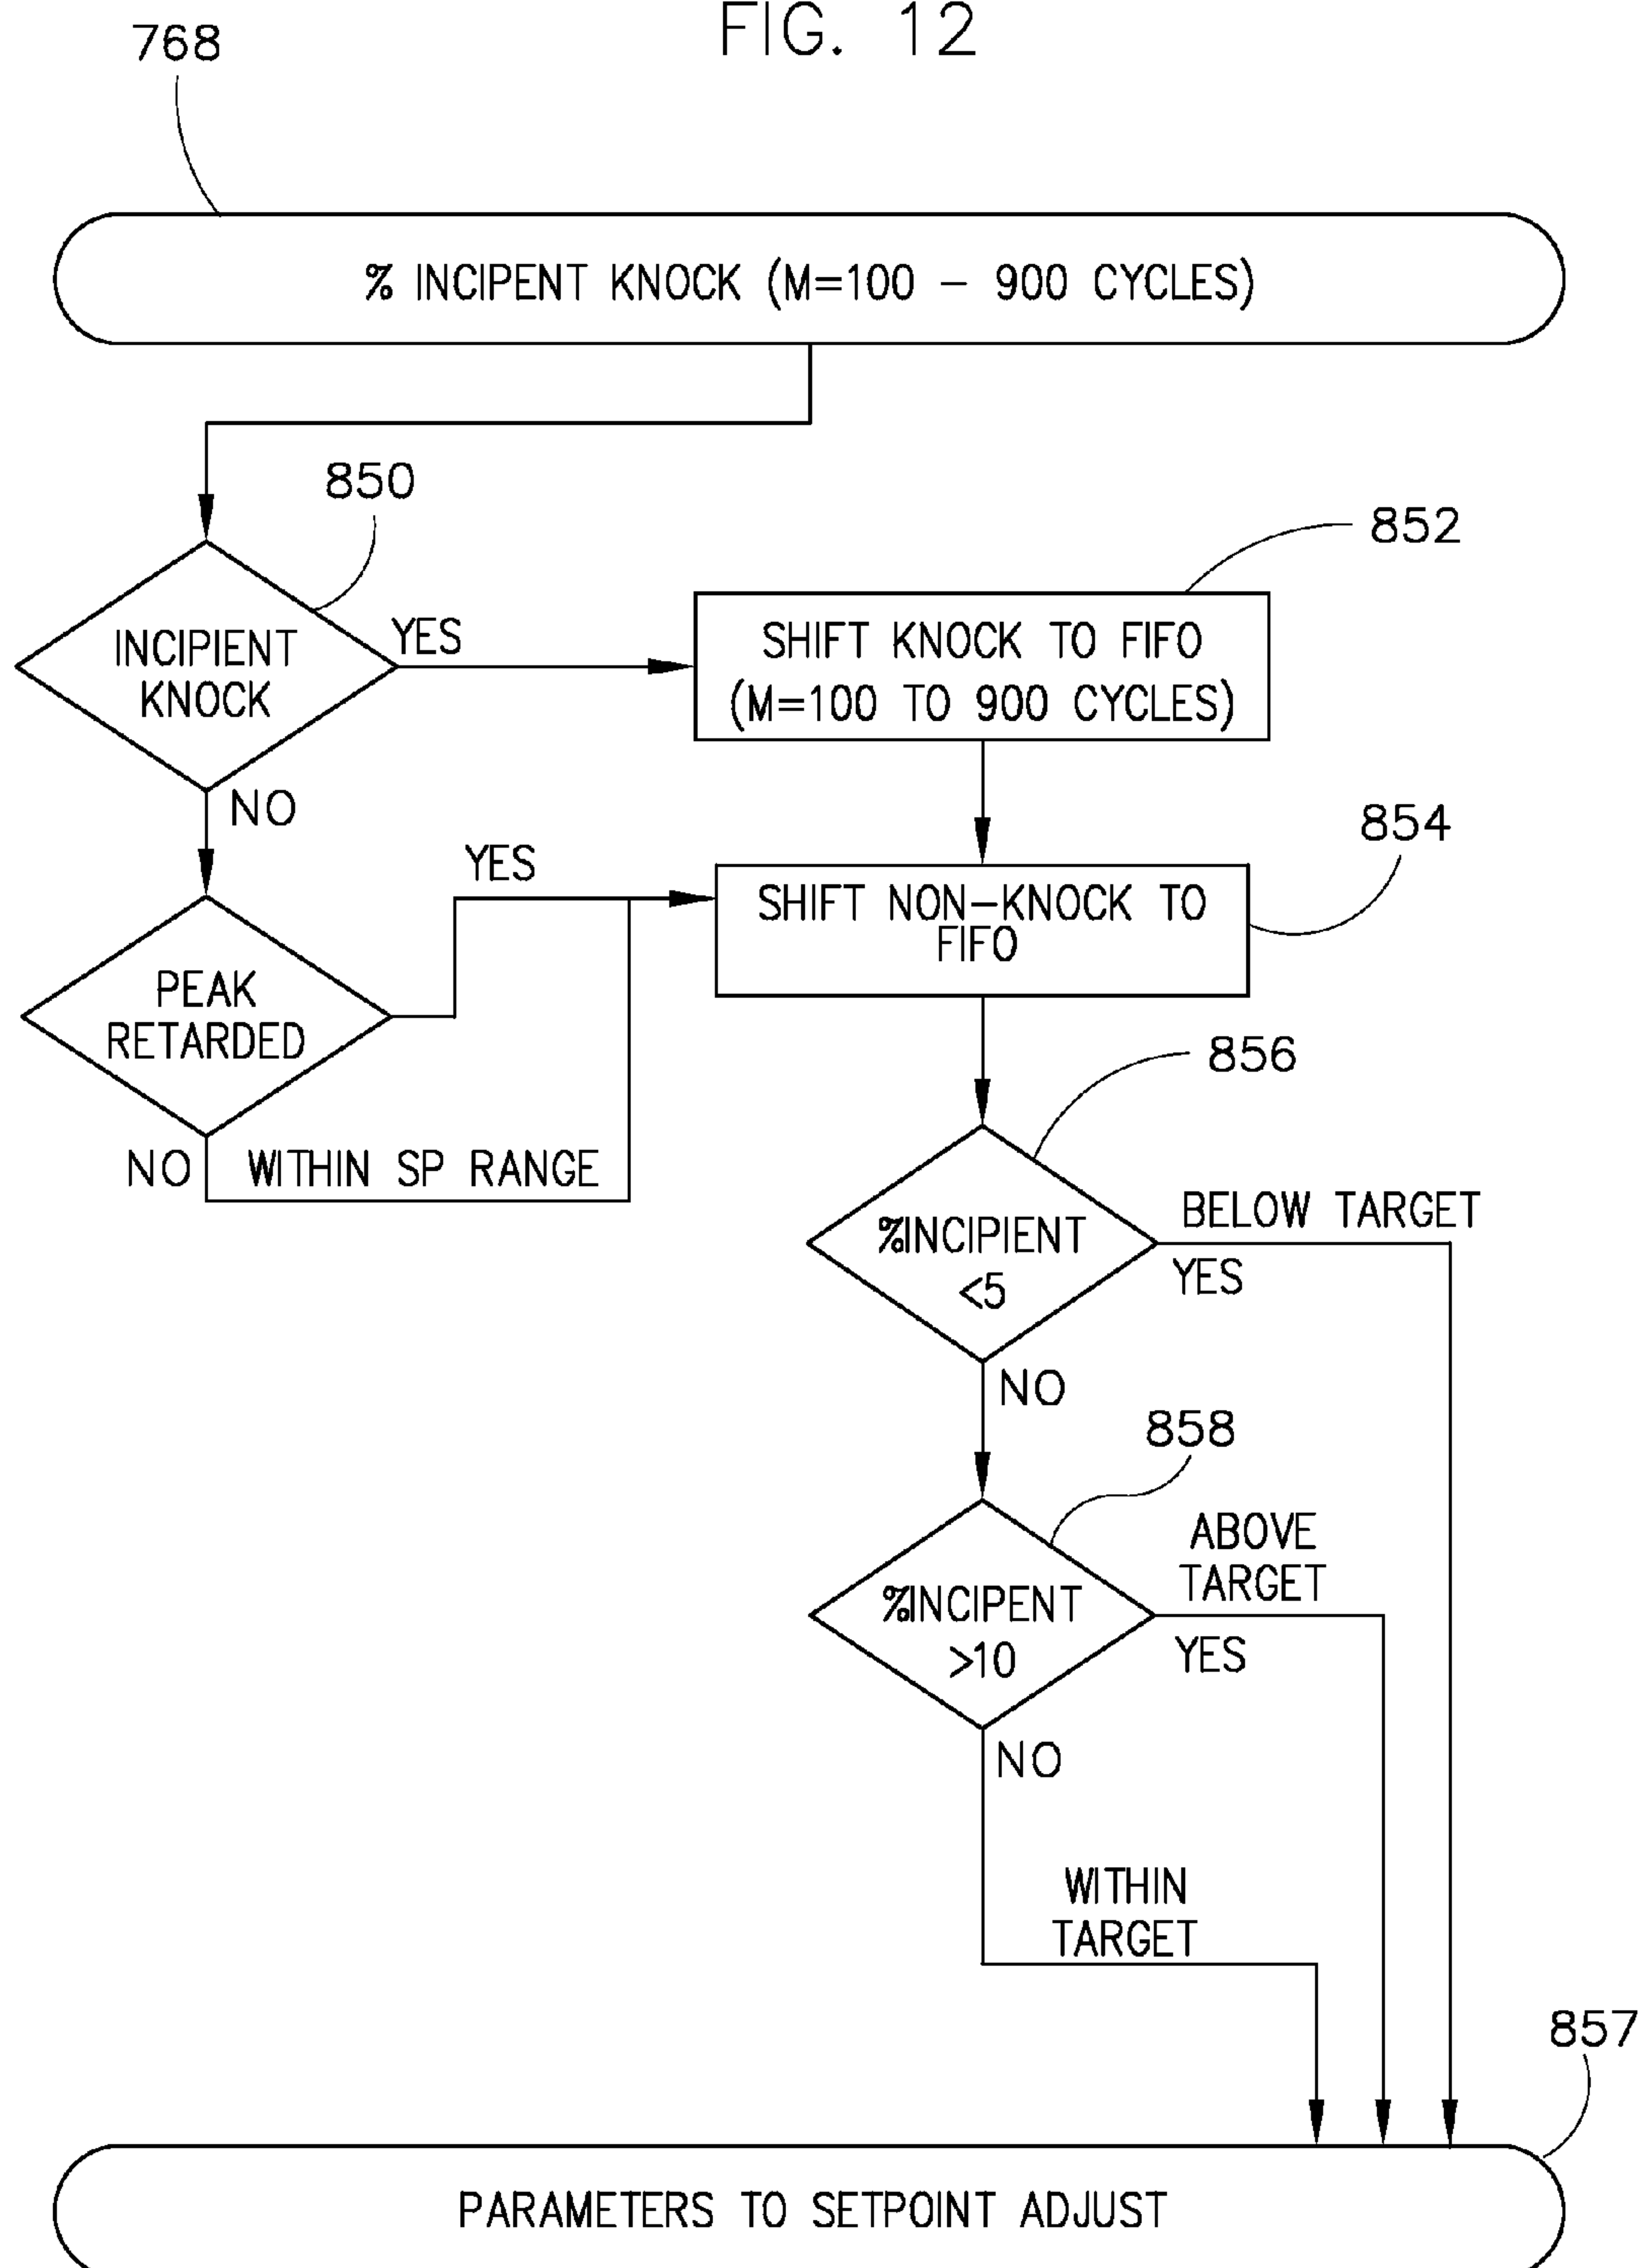 FIG. 12
768
% INCIPENT KNOCK (M=100 – 900 CYCLES)
850
852
INCIPIENT
KNOCK
YES
SHIFT KNOCK TO FIFO
(M=100 TO 900 CYCLES)
NO
854
YES
SHIFT NON–KNOCK TO
FIFO
PEAK
RETARDED
856
NO
WITHIN SP RANGE
%INCIPIENT
<5
BELOW TARGET
YES
NO
858
ABOVE
TARGET
%INCIPENT
>10
YES
NO
WITHIN
TARGET
857
PARAMETERS TO SETPOINT ADJUST